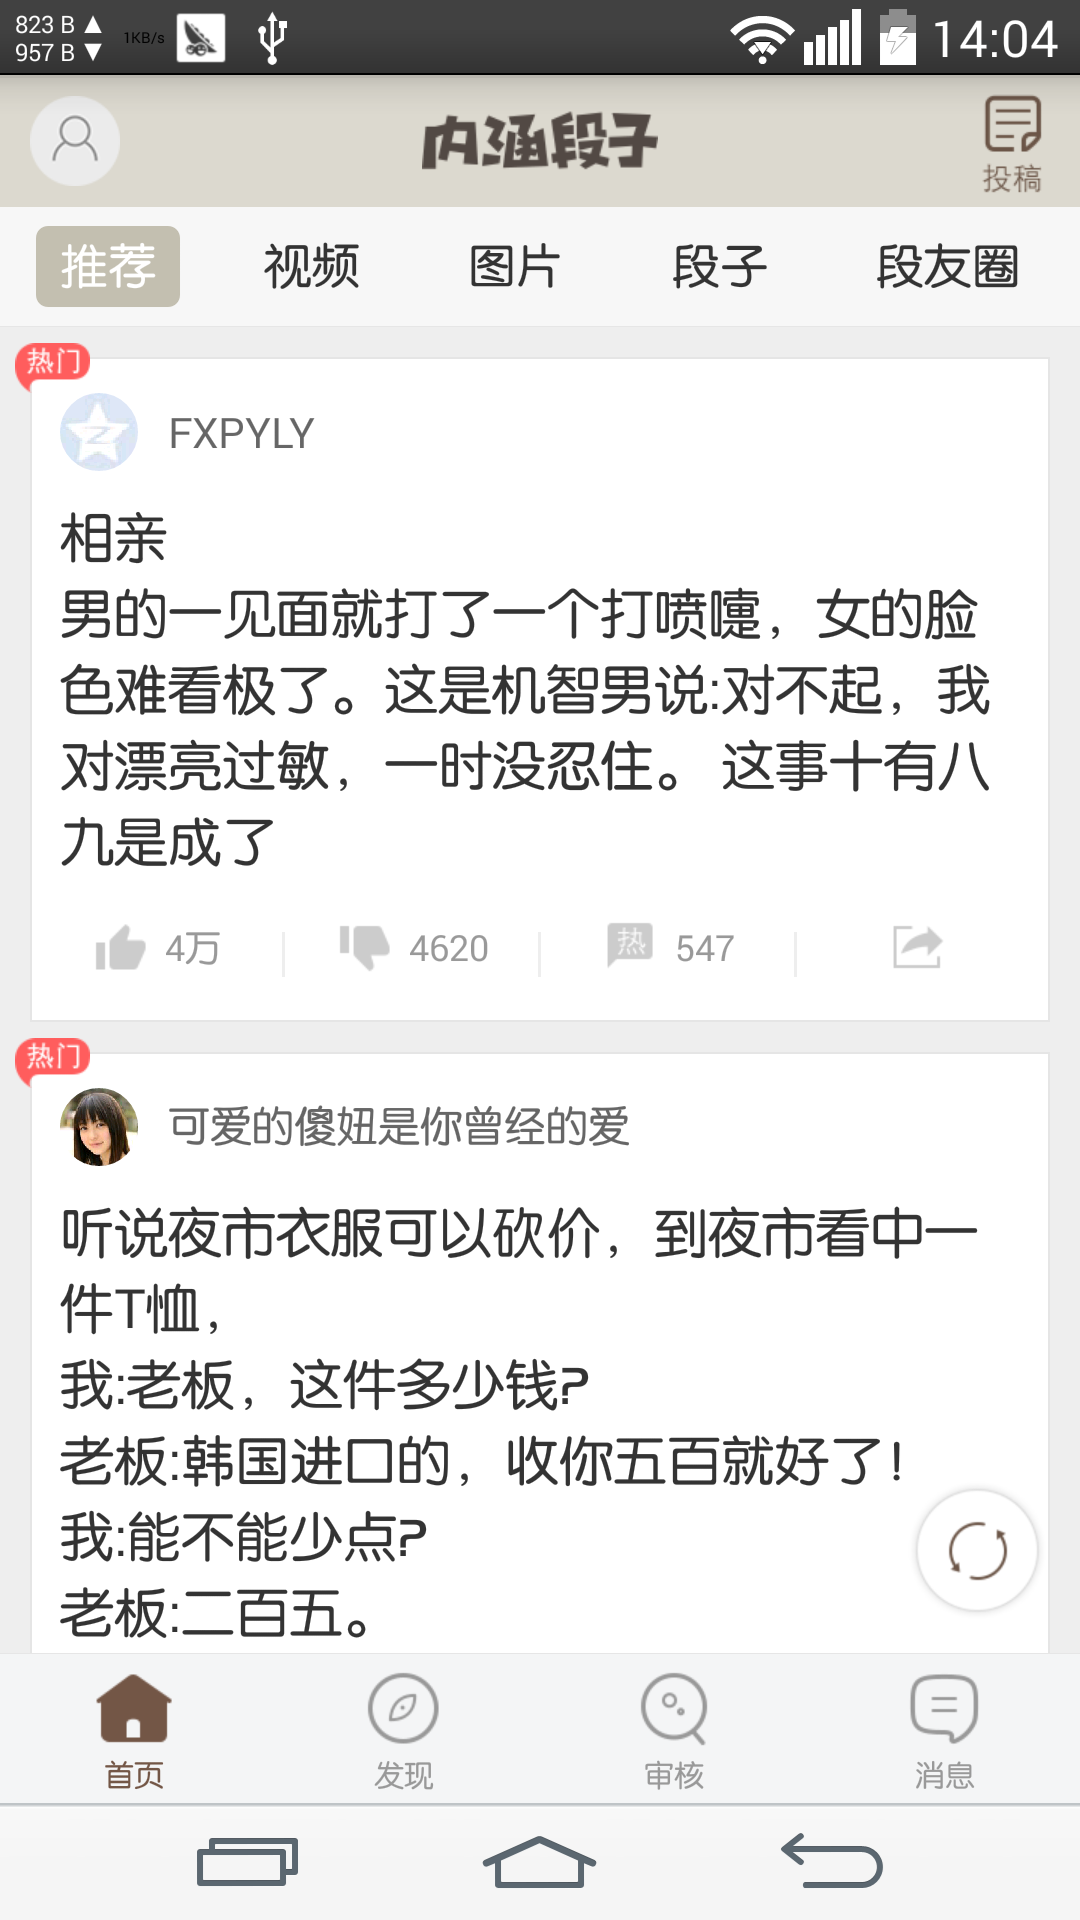 823 B ▲
957 B ▼
1KB/s
14:04
内涵段子
投稿
推荐 视频 图片 段子 段友圈
热门
FXPYLY
相亲
男的一见面就打了一个打喷嚏，女的脸
色难看极了。这是机智男说:对不起，我
对漂亮过敏，一时没忍住。 这事十有八
九是成了
4万 4620 热 547
热门
可爱的傻妞是你曾经的爱
听说夜市衣服可以砍价，到夜市看中一
件T恤，
我:老板，这件多少钱?
老板:韩国进口的，收你五百就好了!
我:能不能少点?
老板:二百五。
首页 发现 审核 消息